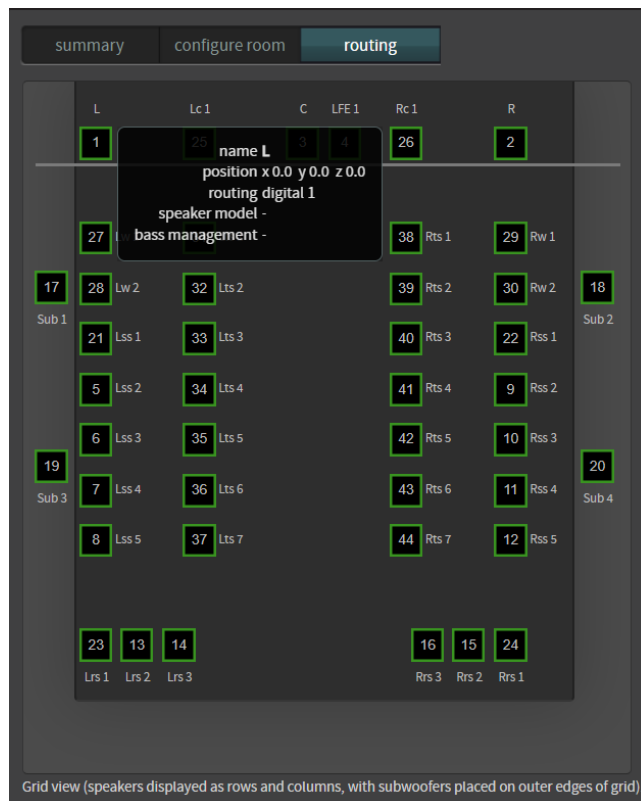 summary configure room routing
L Lc 1 C LFE 1 Rc 1 R
1 25 3 4 26 2
name L
position x 0.0 y 0.0 z 0.0
routing digital 1
speaker model -
bass management -
27 38 Rts 1 29 Rw 1
17 28 Lw 2 32 Lts 2 39 Rts 2 30 Rw 2 18
Sub 1 Sub 2
21 Lss 1 33 Lts 3 40 Rts 3 22 Rss 1
5 Lss 2 34 Lts 4 41 Rts 4 9 Rss 2
6 Lss 3 35 Lts 5 42 Rts 5 10 Rss 3
19 20
7 Lss 4 36 Lts 6 43 Rts 6 11 Rss 4
Sub 3 Sub 4
8 Lss 5 37 Lts 7 44 Rts 7 12 Rss 5
23 13 14 16 15 24
Lrs 1 Lrs 2 Lrs 3 Rrs 3 Rrs 2 Rrs 1
Grid view (speakers displayed as rows and columns, with subwoofers placed on outer edges of grid)